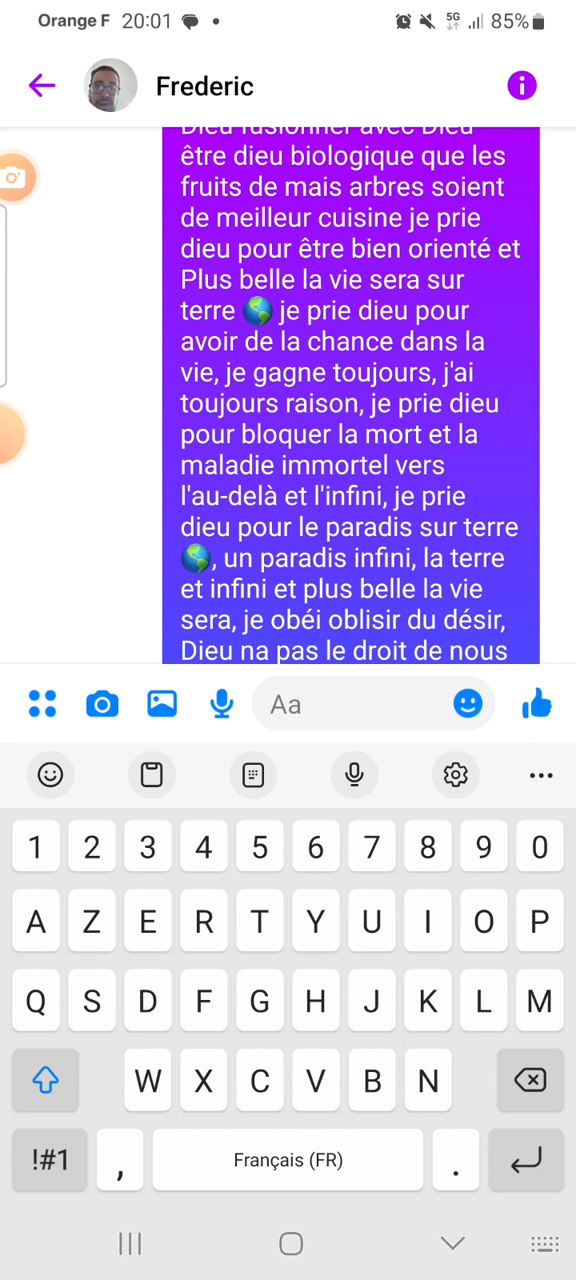 Orange F 20:01 5G 85%
Frederic
Dieu fusionner avec Dieu
être dieu biologique que les
fruits de mais arbres soient
de meilleur cuisine je prie
dieu pour être bien orienté et
Plus belle la vie sera sur
terre 🌎 je prie dieu pour
avoir de la chance dans la
vie, je gagne toujours, j'ai
toujours raison, je prie dieu
pour bloquer la mort et la
maladie immortel vers
l'au-delà et l'infini, je prie
dieu pour le paradis sur terre
🌎, un paradis infini, la terre
et infini et plus belle la vie
sera, je obéi oblisir du désir,
Dieu na pas le droit de nous
Aa
1 2 3 4 5 6 7 8 9 0
A Z E R T Y U I O P
Q S D F G H J K L M
W X C V B N
!#1 , Français (FR) .